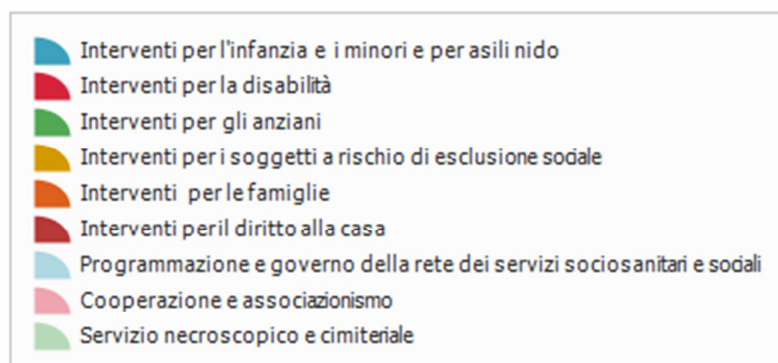 Interventi per l'infanzia e i minori e per asili nido
Interventi per la disabilità
Interventi per gli anziani
Interventi per i soggetti a rischio di esclusione sociale
Interventi per le famiglie
Interventi per il diritto alla casa
Programmazione e governo della rete dei servizi sociosanitari e sociali
Cooperazione e associazionismo
Servizio necroscopico e cimiteriale